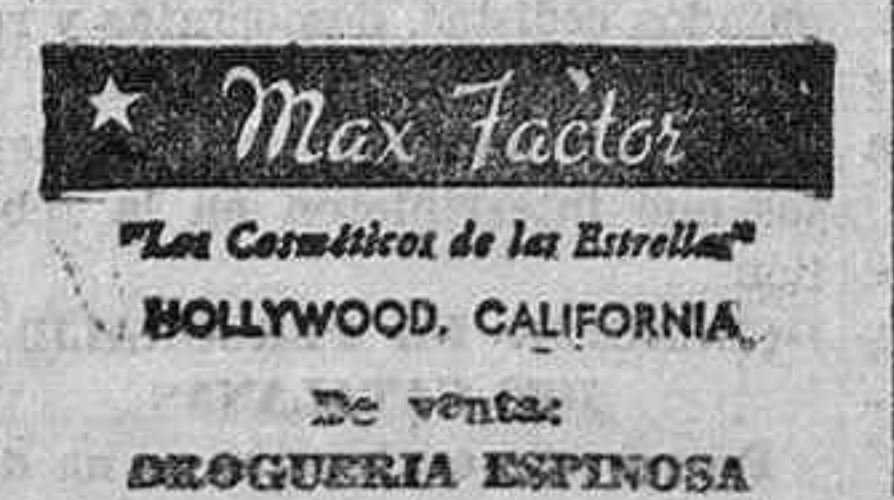 Max Factor
"Los Cosméticos de las Estrellas"
HOLLYWOOD, CALIFORNIA
De venta:
DROGUERIA ESPINOSA